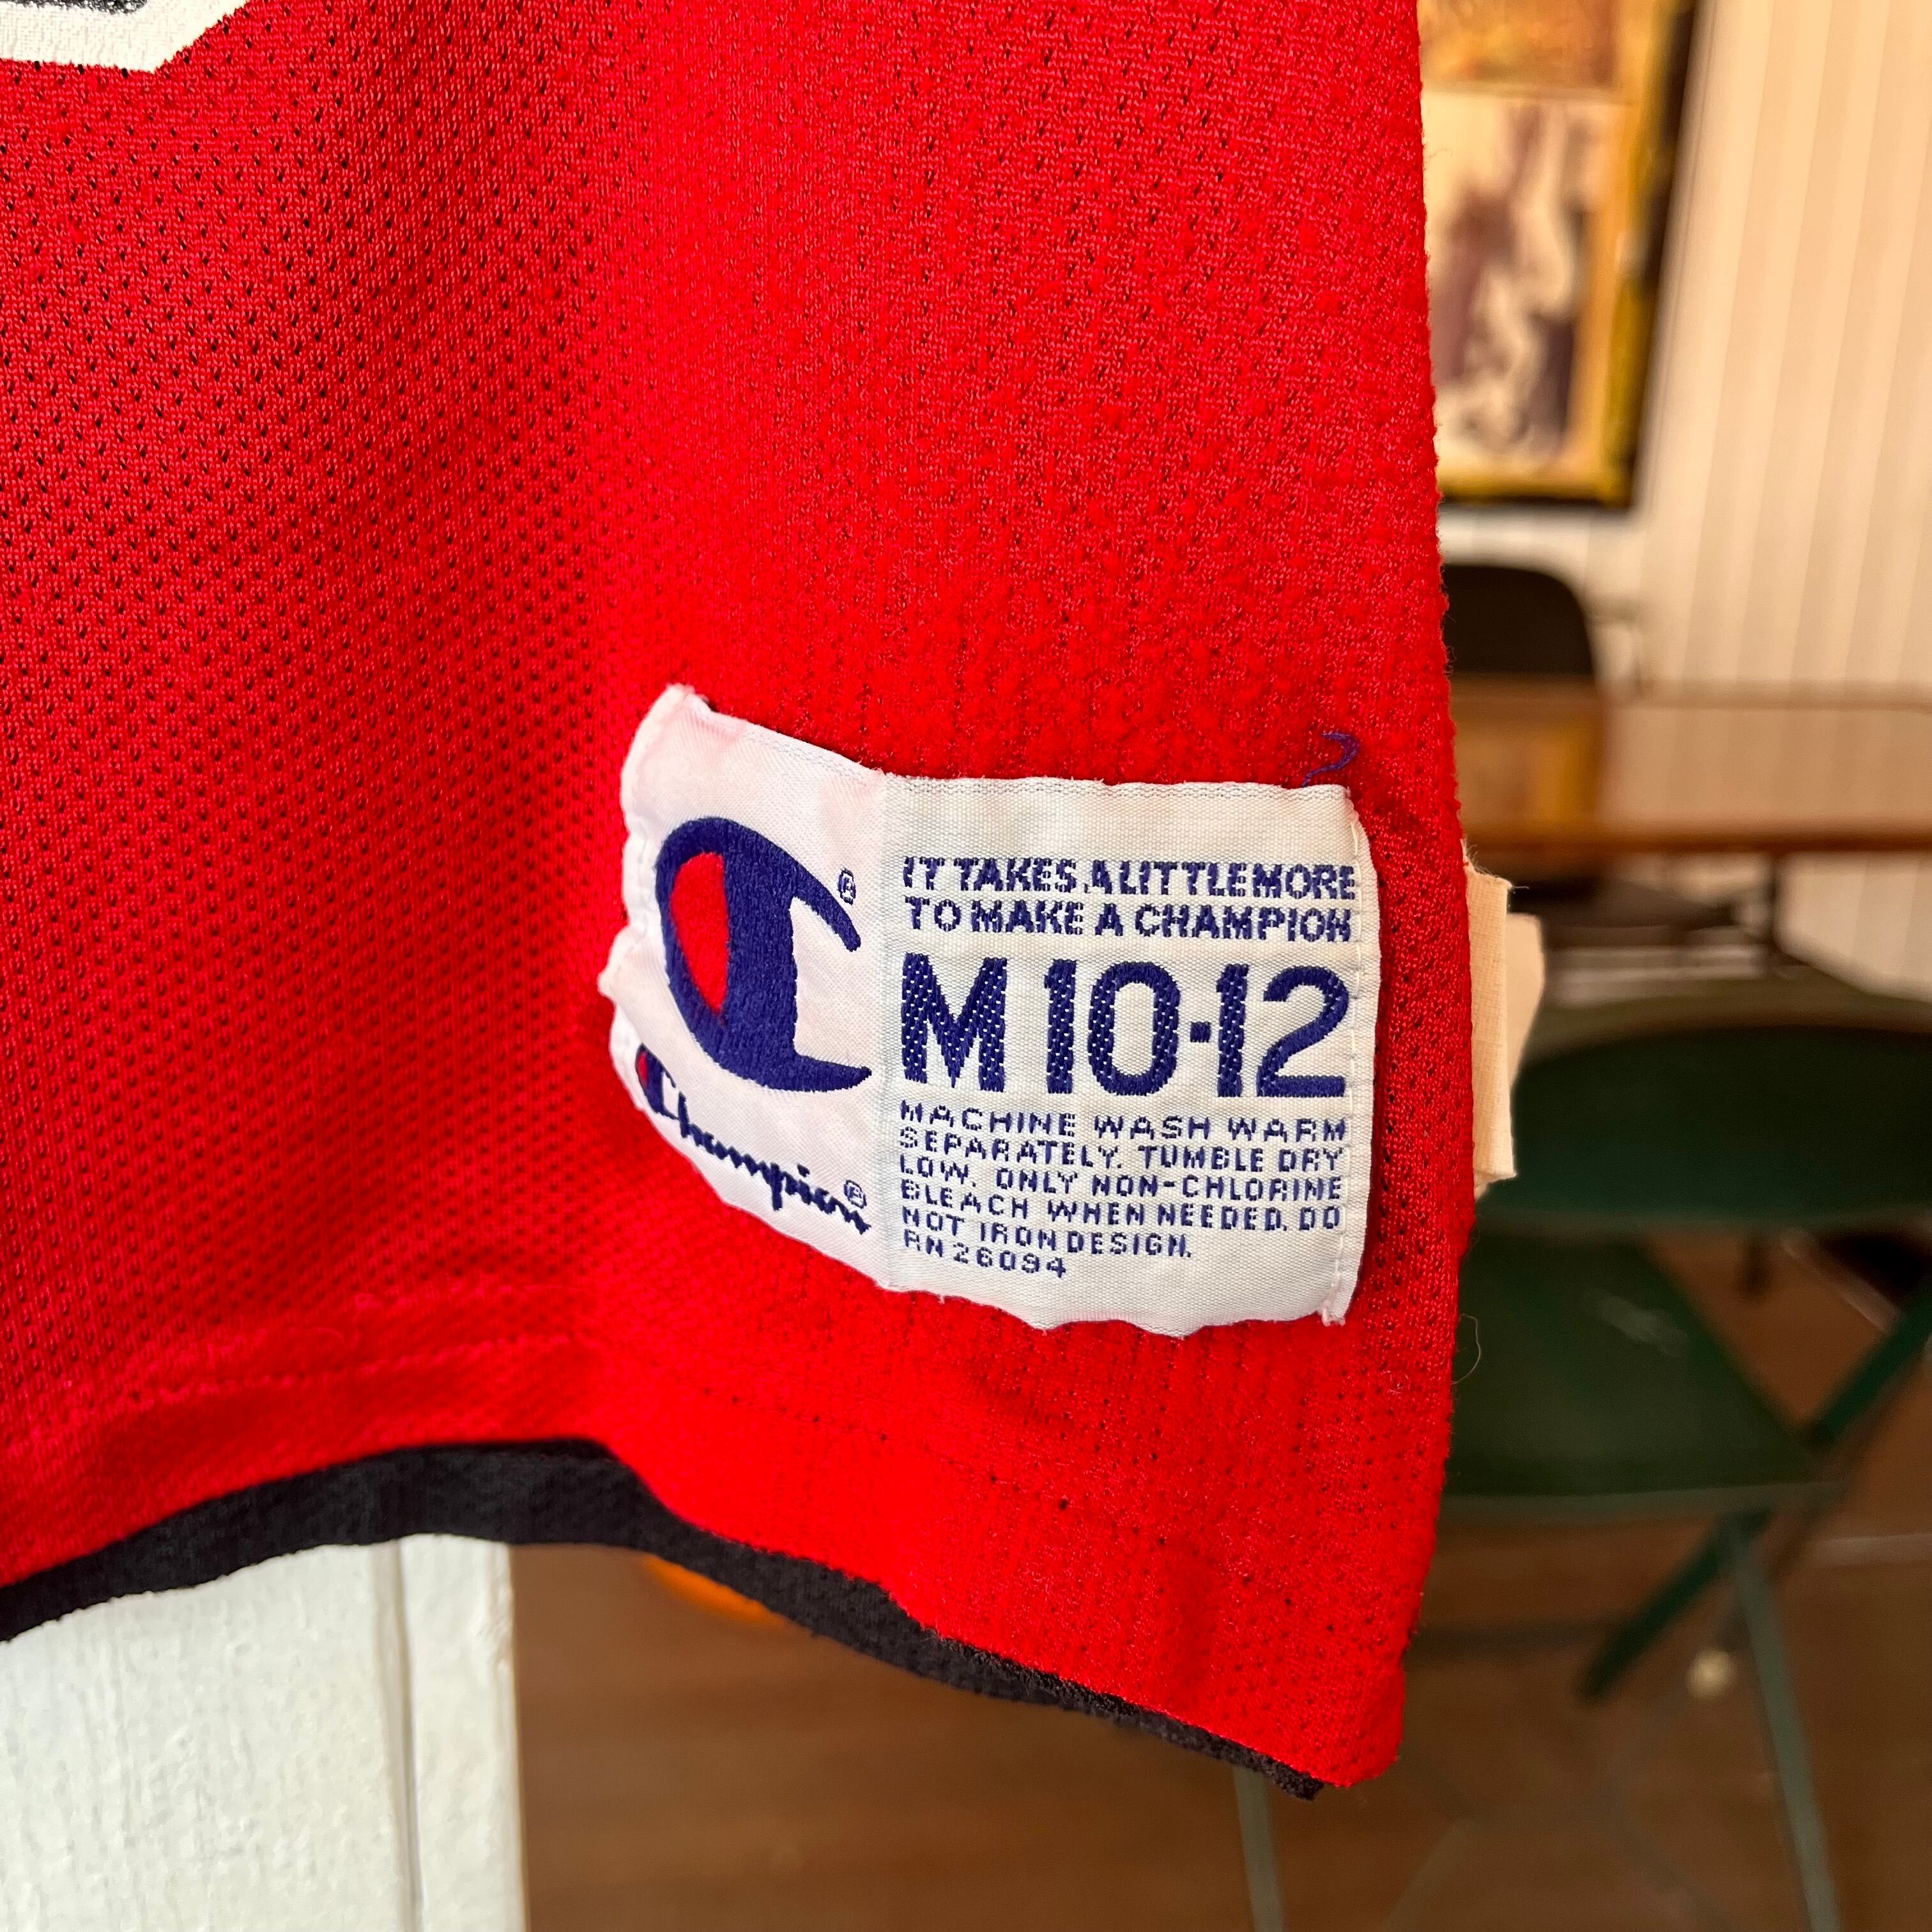 ®
Champion®
IT TAKES A LITTLE MORE
TO MAKE A CHAMPION
M 10-12
MACHINE WASH WARM
SEPARATELY. TUMBLE DRY
LOW. ONLY NON-CHLORINE
BLEACH WHEN NEEDED. DO
NOT IRON DESIGN.
RN 26094